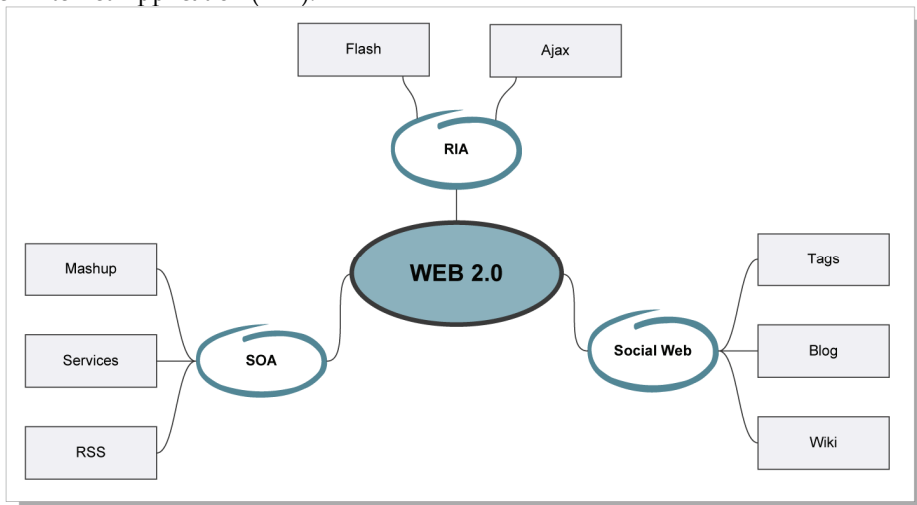 Flash
Ajax
RIA
WEB 2.0
Mashup
Services
RSS
SOA
Social Web
Tags
Blog
Wiki